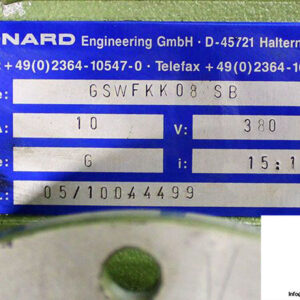 NARD Engineering GmbH · D-45721 Haltern
+49(0)2364-10547-0 · Telefax +49(0)2364-10
e: GSWFKK08 SB
A: 10 V: 380
e: G i: 15:1
.: 05/10044499